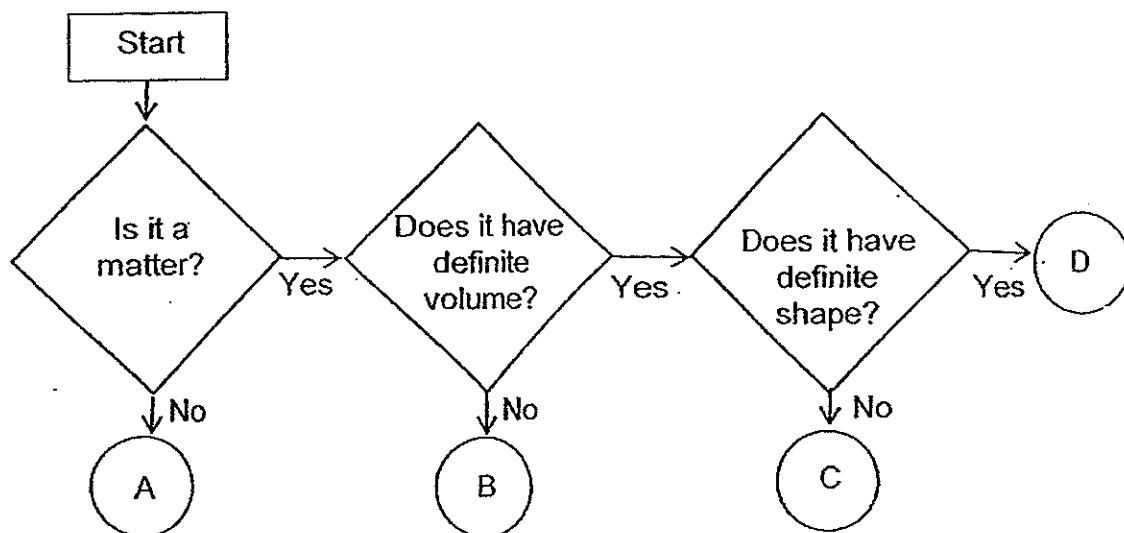 Start
Is it a
matter?
Yes
Does it have
definite
volume?
Yes
Does it have
definite
shape?
Yes
D
No
No
No
A
B
C